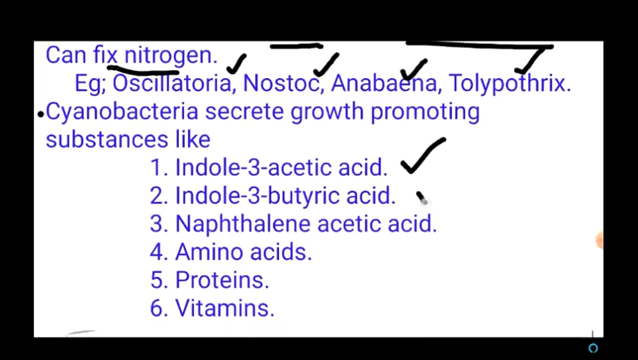 Can fix nitrogen.
Eg; Oscillatoria, Nostoc, Anabaena, Tolypothrix.
•Cyanobacteria secrete growth promoting
substances like
1. Indole-3-acetic acid.
2. Indole-3-butyric acid.
3. Naphthalene acetic acid.
4. Amino acids.
5. Proteins.
6. Vitamins.